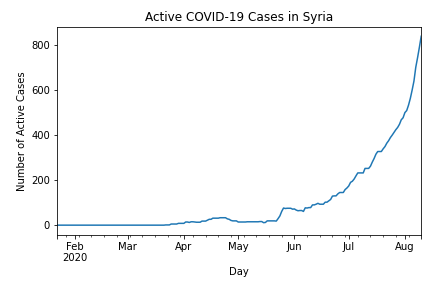 Active COVID-19 Cases in Syria
Number of Active Cases
800
600
400
200
0
Feb Mar Apr May Jun Jul Aug
2020
Day